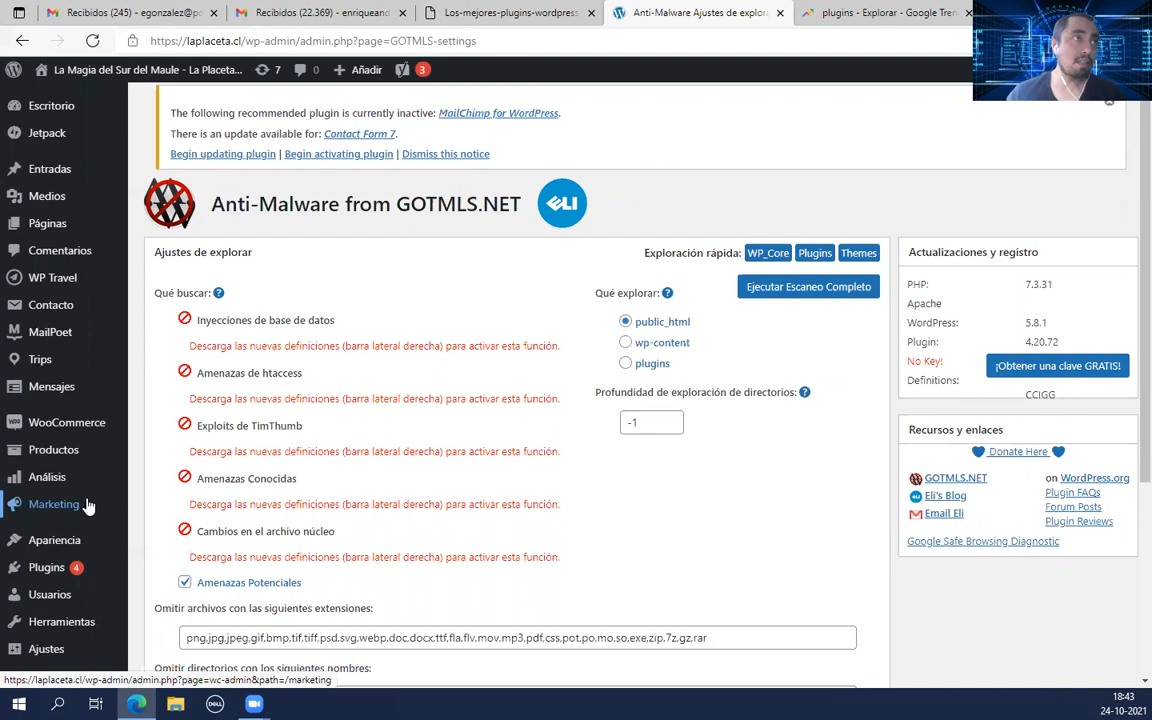 Recibidos (245) - egonzalez@po
Recibidos (22.369) - enriqueand
Los-mejores-plugins-wordpress
Anti-Malware Ajustes de explora
plugins - Explorar - Google Tren
https://laplaceta.cl/wp-admin/admin.php?page=GOTMLS-settings
La Magia del Sur del Maule - La Placeta...
7
0
Añadir
3
Escritorio
Jetpack
Entradas
Medios
Páginas
Comentarios
WP Travel
Contacto
MailPoet
Trips
Mensajes
WooCommerce
Productos
Análisis
Marketing
Apariencia
Plugins 4
Usuarios
Herramientas
Ajustes
The following recommended plugin is currently inactive: MailChimp for WordPress.
There is an update available for: Contact Form 7.
Begin updating plugin | Begin activating plugin | Dismiss this notice
Anti-Malware from GOTMLS.NET
ELI
Ajustes de explorar
Exploración rápida: WP_Core Plugins Themes
Ejecutar Escaneo Completo
Qué buscar: ?
Inyecciones de base de datos
Descarga las nuevas definiciones (barra lateral derecha) para activar esta función.
Amenazas de htaccess
Descarga las nuevas definiciones (barra lateral derecha) para activar esta función.
Exploits de TimThumb
Descarga las nuevas definiciones (barra lateral derecha) para activar esta función.
Amenazas Conocidas
Descarga las nuevas definiciones (barra lateral derecha) para activar esta función.
Cambios en el archivo núcleo
Descarga las nuevas definiciones (barra lateral derecha) para activar esta función.
Amenazas Potenciales
Qué explorar: ?
public_html
wp-content
plugins
Profundidad de exploración de directorios: ?
-1
Omitir archivos con las siguientes extensiones:
png,jpg,jpeg,gif,bmp,tif,tiff,psd,svg,webp,doc,docx,ttf,fla,flv,mov,mp3,pdf,css,pot,po,mo,so,exe,zip,7z,gz,rar
Omitir directorios con los siguientes nombres:
Actualizaciones y registro
PHP: 7.3.31
Apache
WordPress: 5.8.1
Plugin: 4.20.72
No Key! ¡Obtener una clave GRATIS!
Definitions: CCIGG
Recursos y enlaces
Donate Here
GOTMLS.NET
Eli's Blog
Email Eli
on WordPress.org
Plugin FAQs
Forum Posts
Plugin Reviews
Google Safe Browsing Diagnostic
https://laplaceta.cl/wp-admin/admin.php?page=wc-admin&path=/marketing
DELL
18:43
24-10-2021